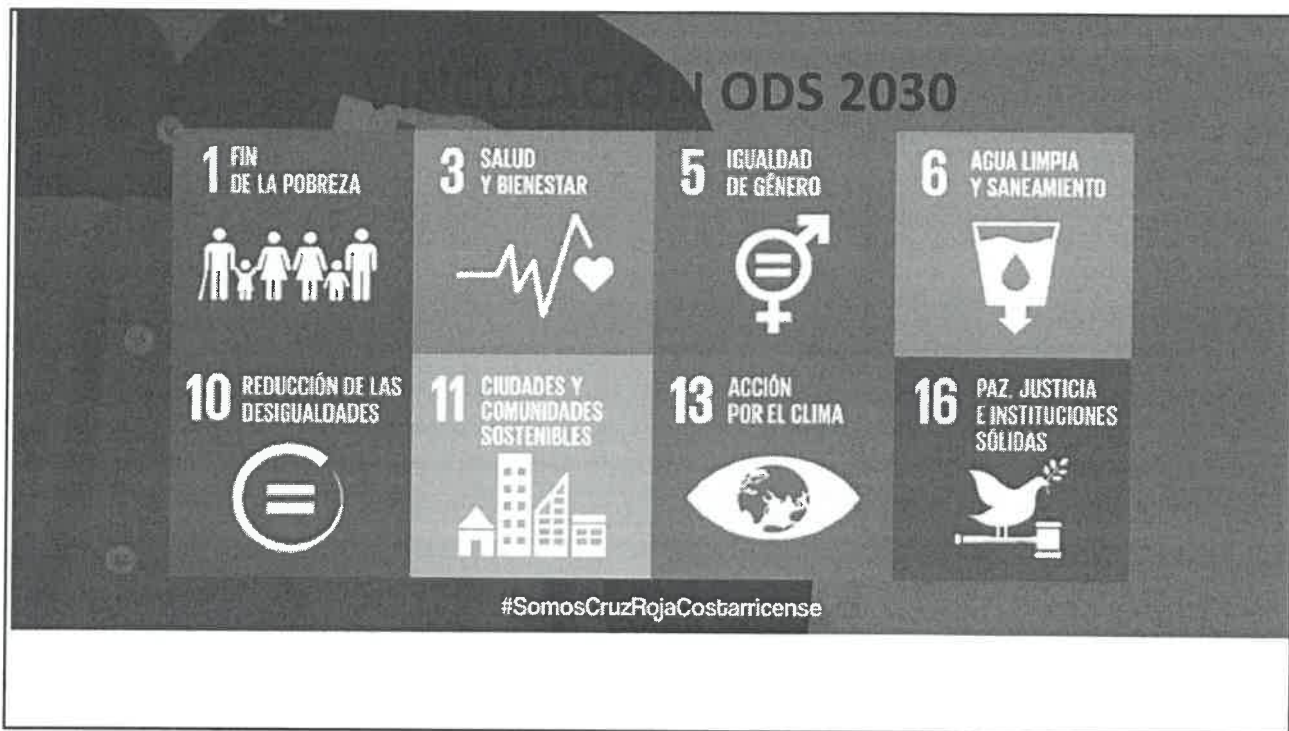 VINCULACIÓN ODS 2030
1 FIN
DE LA POBREZA
3 SALUD
Y BIENESTAR
5 IGUALDAD
DE GÉNERO
6 AGUA LIMPIA
Y SANEAMIENTO
10 REDUCCIÓN DE LAS
DESIGUALDADES
11 CIUDADES Y
COMUNIDADES
SOSTENIBLES
13 ACCIÓN
POR EL CLIMA
16 PAZ, JUSTICIA
E INSTITUCIONES
SÓLIDAS
#SomosCruzRojaCostarricense